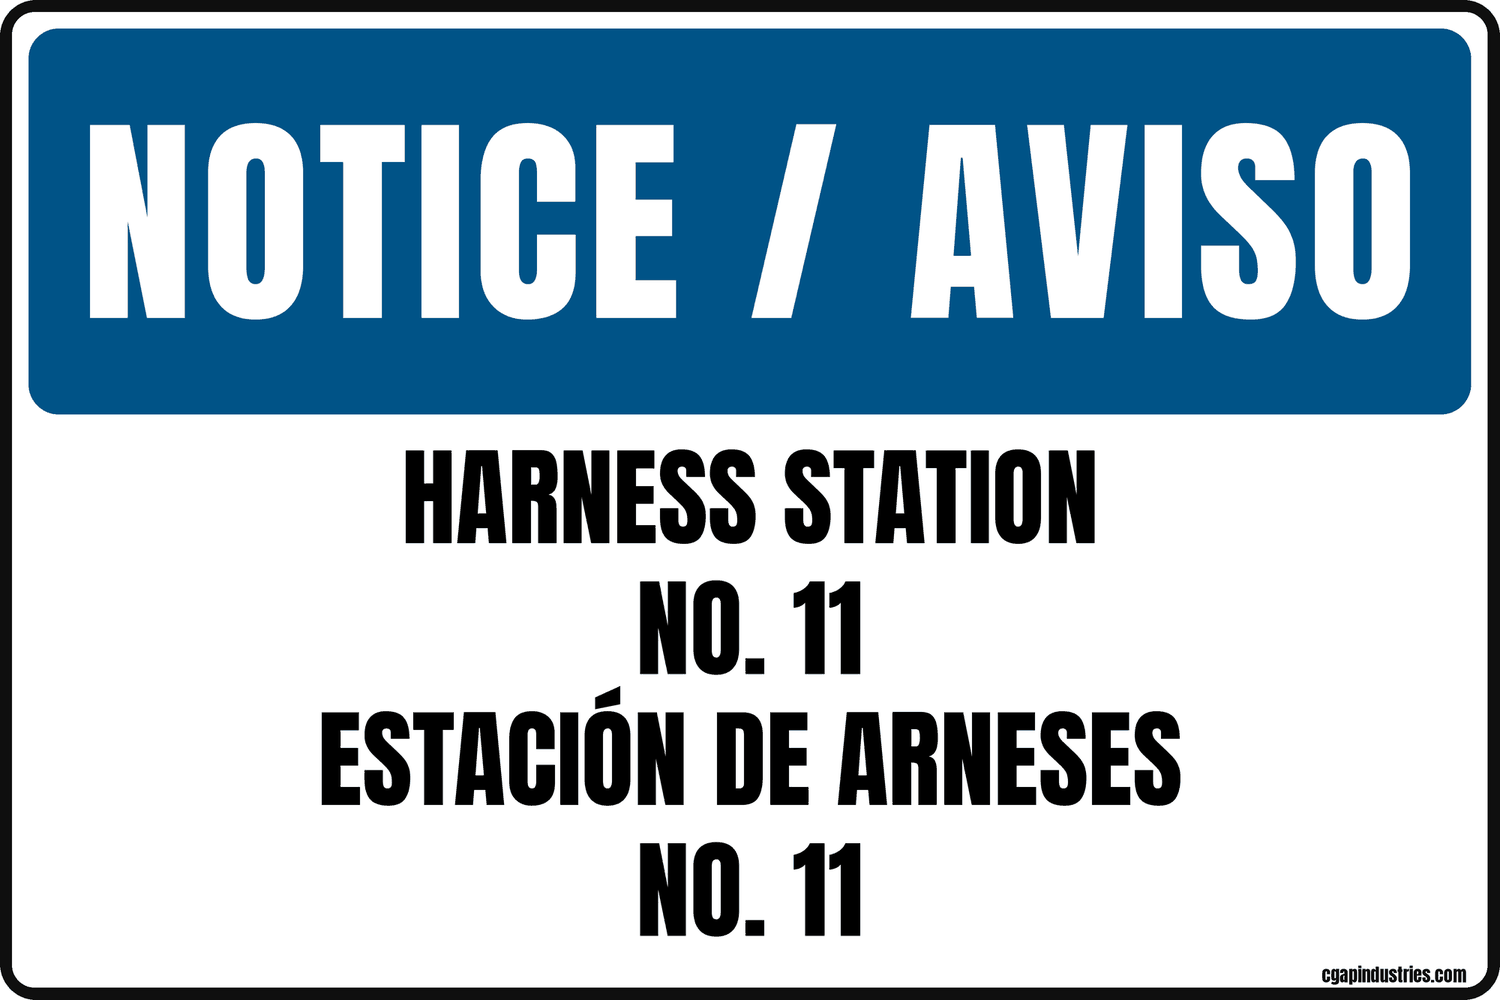 NOTICE / AVISO
HARNESS STATION
NO. 11
ESTACIÓN DE ARNESES
NO. 11
cgapindustries.com